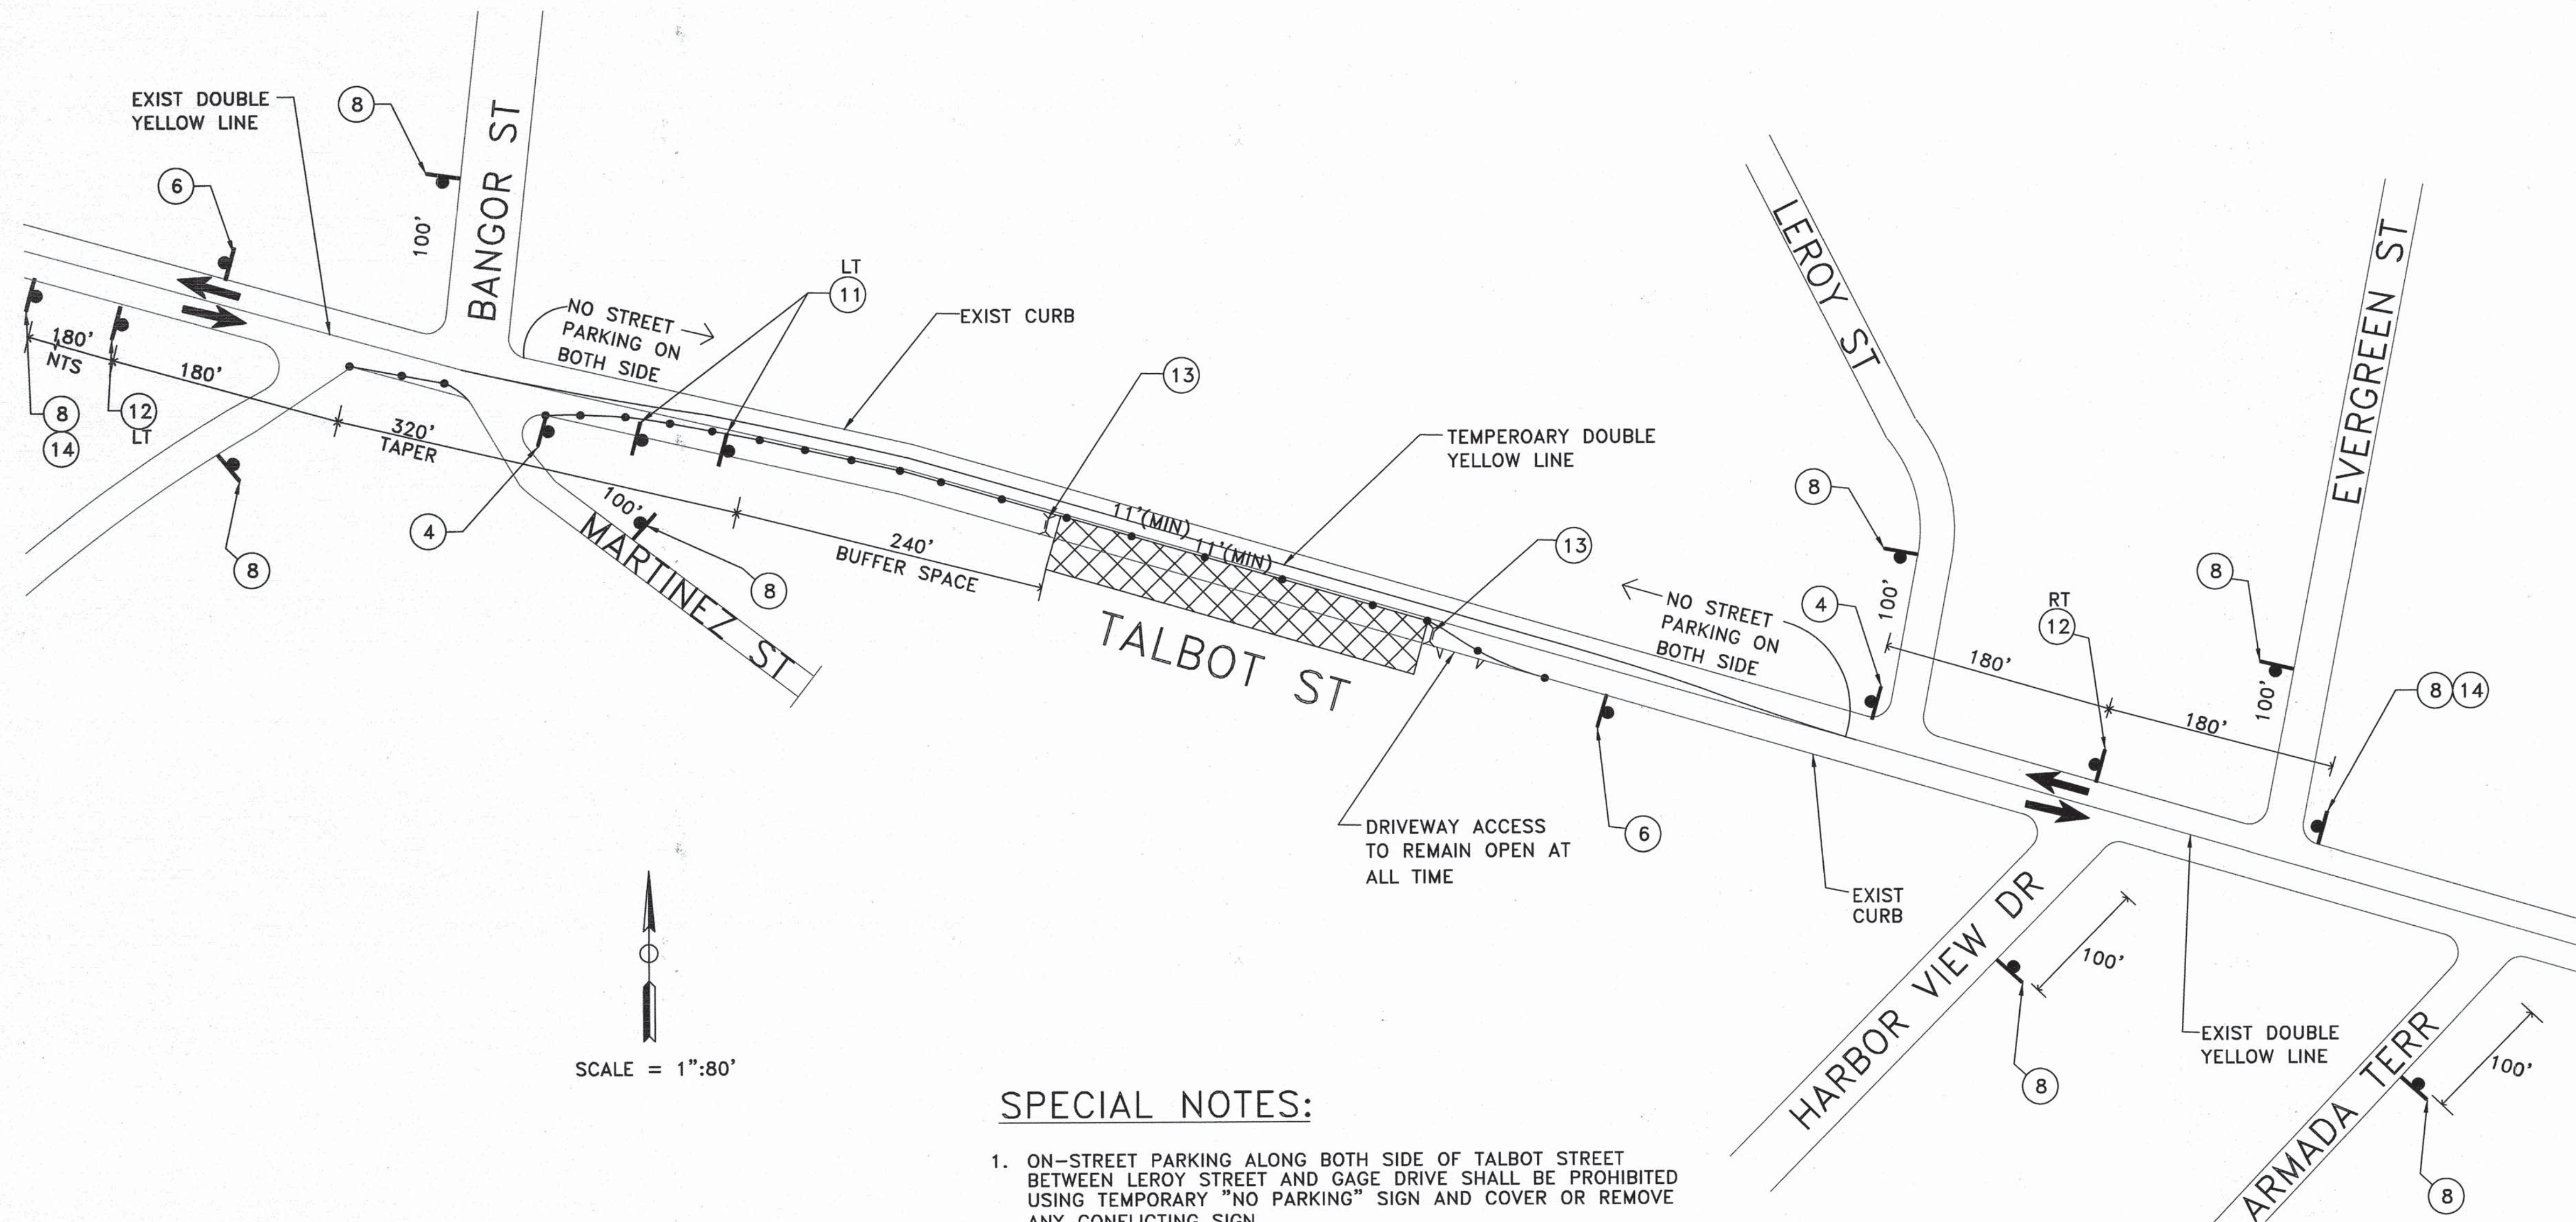 EXIST DOUBLE
YELLOW LINE
8
6
100'
BANGOR ST
180'
NTS
180'
8
14
12
LT
320'
TAPER
8
4
NO STREET
PARKING ON
BOTH SIDE
LT
11
EXIST CURB
13
100'
MARTINEZ ST
8
240'
BUFFER SPACE
11'(MIN)
11'(MIN)
TEMPEROARY DOUBLE
YELLOW LINE
13
TALBOT ST
DRIVEWAY ACCESS
TO REMAIN OPEN AT
ALL TIME
6
NO STREET
PARKING ON
BOTH SIDE
LEROY ST
8
4
100'
180'
RT
12
180'
EVERGREEN ST
8
100'
8
14
EXIST
CURB
HARBOR VIEW DR
100'
8
EXIST DOUBLE
YELLOW LINE
ARMADA TERR
100'
8
SCALE = 1":80'
SPECIAL NOTES:
1. ON-STREET PARKING ALONG BOTH SIDE OF TALBOT STREET
BETWEEN LEROY STREET AND GAGE DRIVE SHALL BE PROHIBITED
USING TEMPORARY "NO PARKING" SIGN AND COVER OR REMOVE
ANY CONFLICTING SIGN